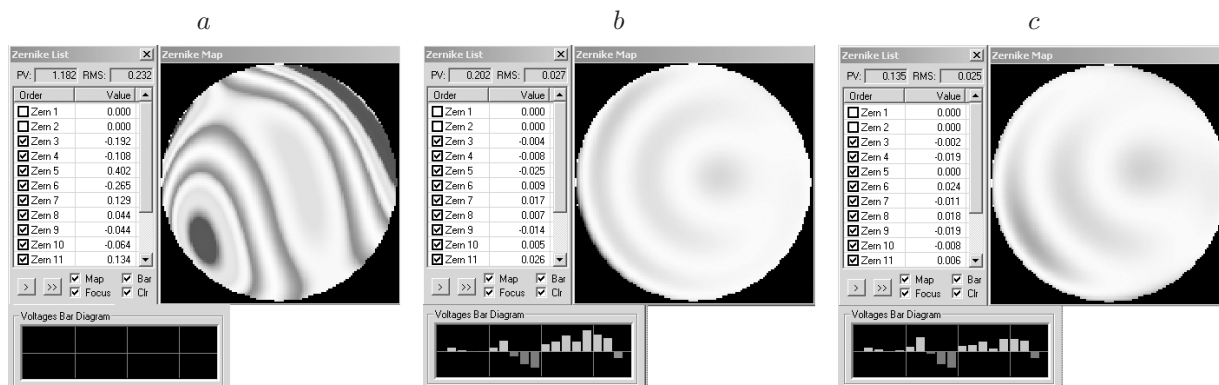 a
Zernike List
PV: 1.182 RMS: 0.232
Order Value
Zern 1 0.000
Zern 2 0.000
Zern 3 -0.192
Zern 4 -0.108
Zern 5 0.402
Zern 6 -0.265
Zern 7 0.129
Zern 8 0.044
Zern 9 -0.044
Zern 10 -0.064
Zern 11 0.134
> >> Map Bar
Focus Clr
Zernike Map
Voltages Bar Diagram
b
Zernike List
PV: 0.202 RMS: 0.027
Order Value
Zern 1 0.000
Zern 2 0.000
Zern 3 -0.004
Zern 4 -0.008
Zern 5 -0.025
Zern 6 0.009
Zern 7 0.017
Zern 8 0.007
Zern 9 -0.014
Zern 10 0.005
Zern 11 0.026
> >> Map Bar
Focus Clr
Zernike Map
Voltages Bar Diagram
c
Zernike List
PV: 0.135 RMS: 0.025
Order Value
Zern 1 0.000
Zern 2 0.000
Zern 3 -0.002
Zern 4 -0.019
Zern 5 0.000
Zern 6 0.024
Zern 7 -0.011
Zern 8 0.018
Zern 9 -0.019
Zern 10 -0.008
Zern 11 0.006
> >> Map Bar
Focus Clr
Zernike Map
Voltages Bar Diagram